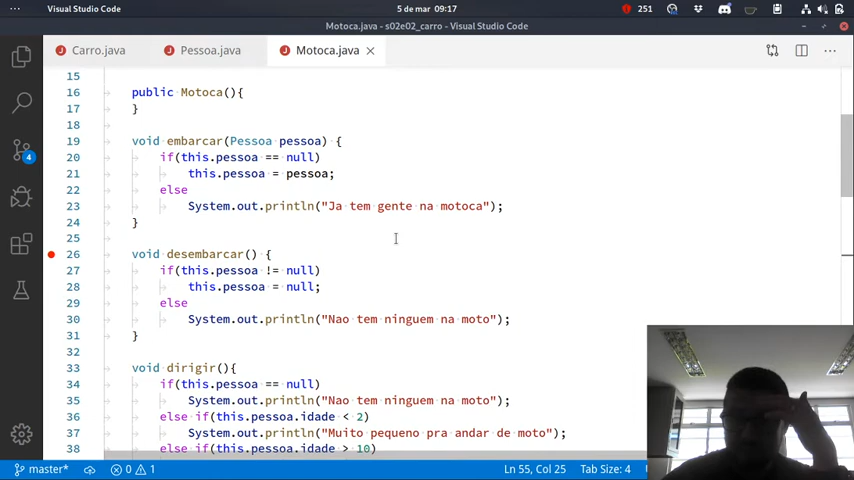 Visual Studio Code
5 de mar 09:17
251
Motoca.java - s02e02_carro - Visual Studio Code
Carro.java
Pessoa.java
Motoca.java
15
16 public Motoca(){
17 }
18
19 void embarcar(Pessoa pessoa) {
20 if(this.pessoa == null)
21 this.pessoa = pessoa;
22 else
23 System.out.println("Ja tem gente na motoca");
24 }
25
26 void desembarcar() {
27 if(this.pessoa != null)
28 this.pessoa = null;
29 else
30 System.out.println("Nao tem ninguem na moto");
31 }
32
33 void dirigir(){
34 if(this.pessoa == null)
35 System.out.println("Nao tem ninguem na moto");
36 else if(this.pessoa.idade < 2)
37 System.out.println("Muito pequeno pra andar de moto");
38 else if(this.pessoa.idade > 10)
4
master*
0
1
Ln 55, Col 25
Tab Size: 4